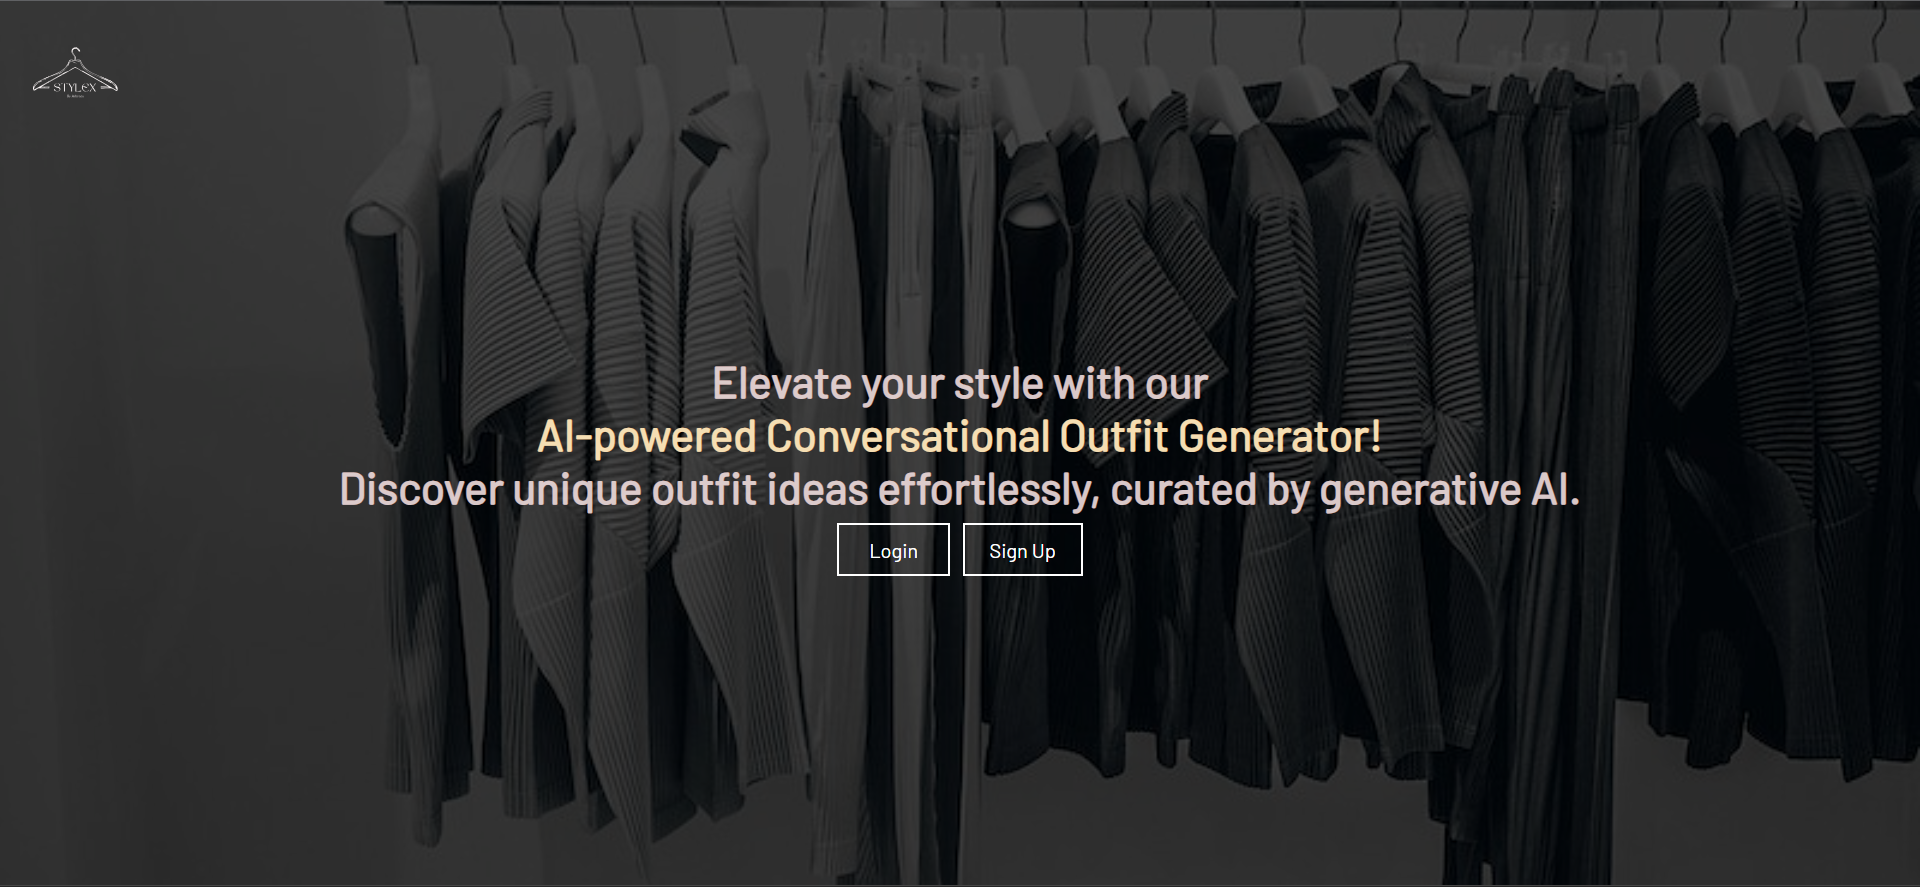 STYLEX
Elevate your style with our
AI-powered Conversational Outfit Generator!
Discover unique outfit ideas effortlessly, curated by generative AI.
Login
Sign Up